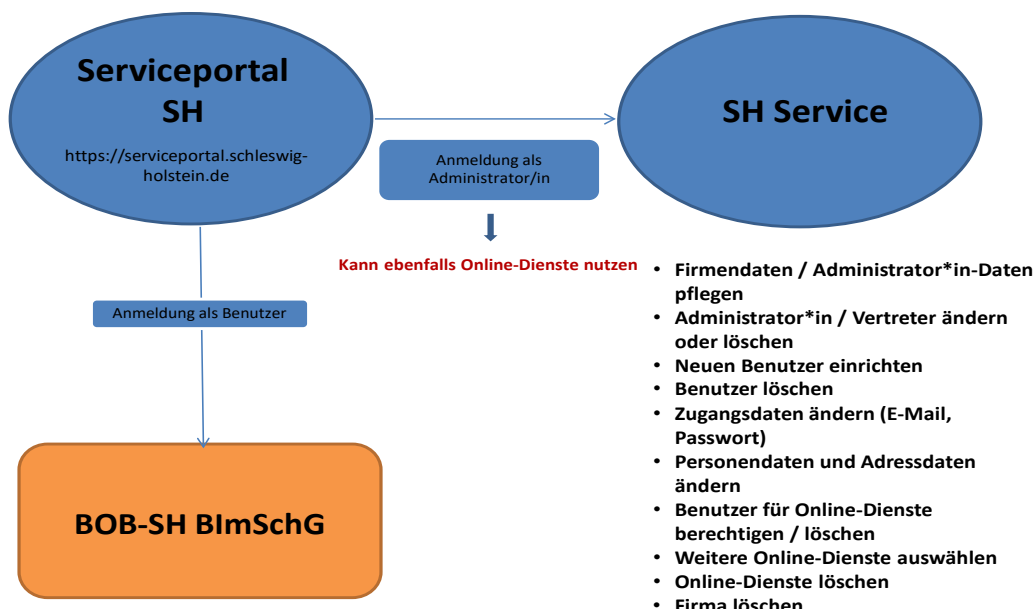 Serviceportal
SH
https://serviceportal.schleswig-
holstein.de
SH Service
Anmeldung als
Administrator/in
Kann ebenfalls Online-Dienste nutzen
Anmeldung als Benutzer
BOB-SH BImSchG
• Firmendaten / Administrator*in-Daten
pflegen
• Administrator*in / Vertreter ändern
oder löschen
• Neuen Benutzer einrichten
• Benutzer löschen
• Zugangsdaten ändern (E-Mail,
Passwort)
• Personendaten und Adressdaten
ändern
• Benutzer für Online-Dienste
berechtigen / löschen
• Weitere Online-Dienste auswählen
• Online-Dienste löschen
• Firma löschen